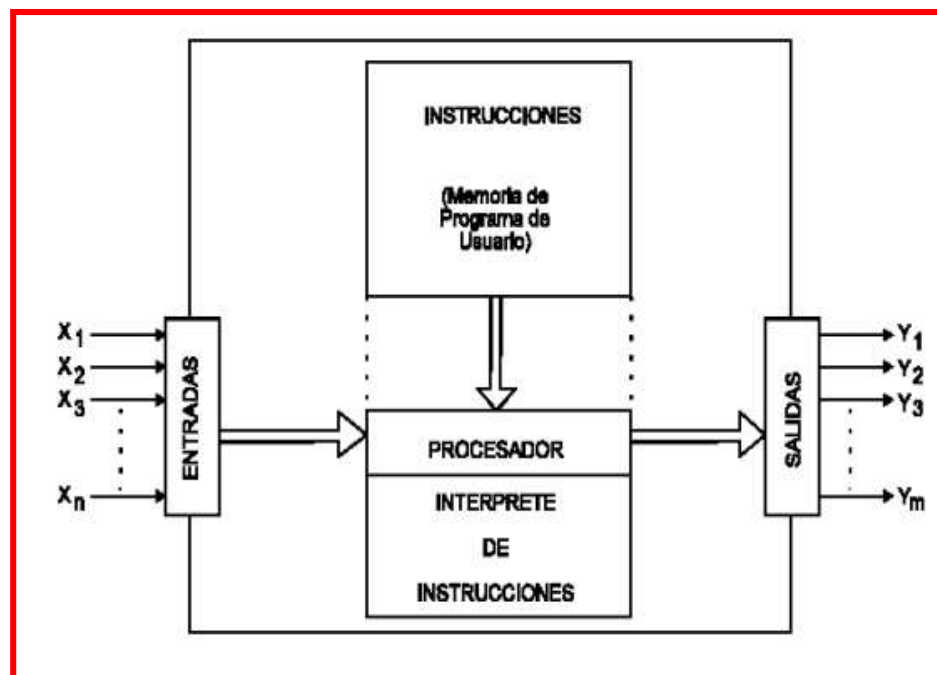 INSTRUCCIONES
(Memoria de
Programa de
Usuario)
X1
X2
X3
Xn
ENTRADAS
PROCESADOR
INTERPRETE
DE
INSTRUCCIONES
SALIDAS
Y1
Y2
Y3
Ym